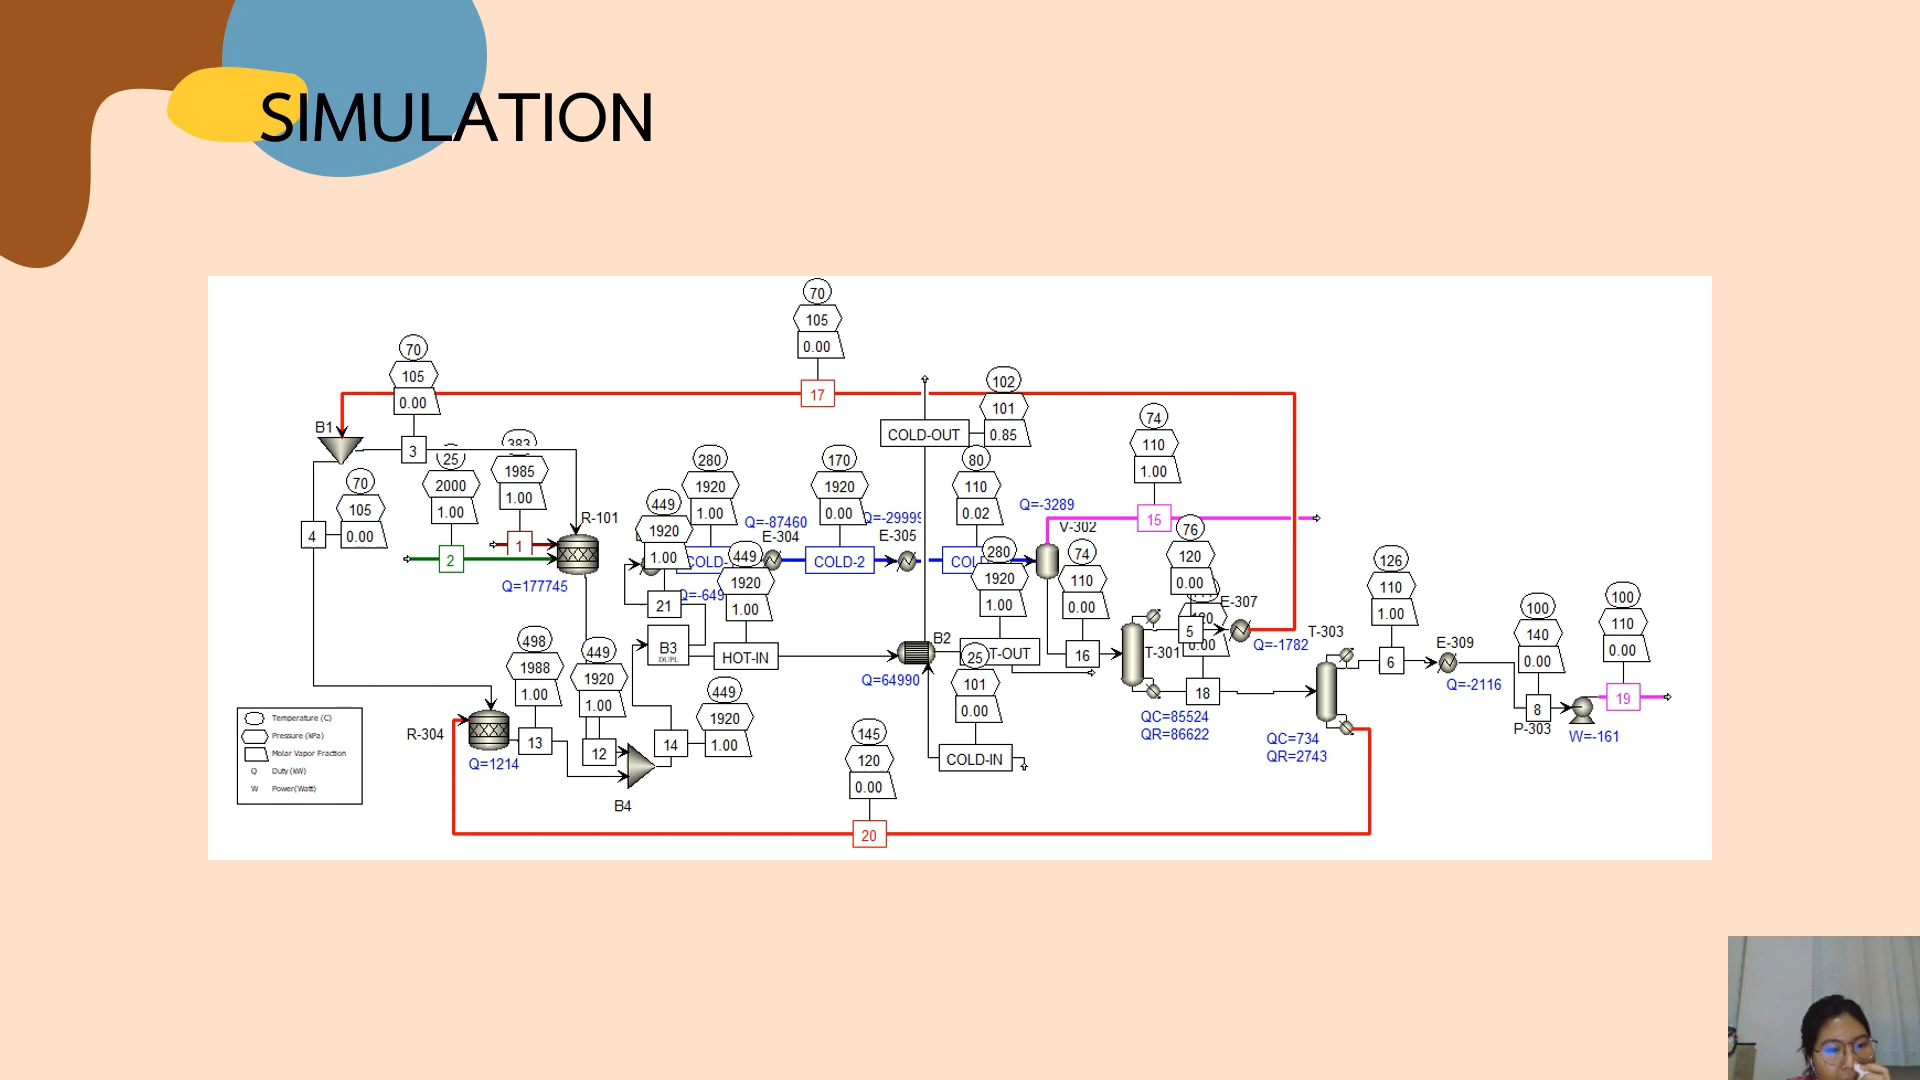 SIMULATION
70
105
0.00
17
70
105
0.00
B1
3
102
101
0.85
COLD-OUT
74
110
1.00
15
25
2000
1.00
2
383
1985
1.00
1
R-101
Q=177745
70
105
0.00
4
280
1920
1.00
Q=-87460
E-304
170
1920
0.00
COLD-2
E-305
80
110
0.02
Q=-3289
V-302
449
1920
1.00
21
449
1920
1.00
HOT-IN
B3
DUPL
280
1920
1.00
B2
Q=64990
74
110
0.00
16
76
120
0.00
5
E-307
Q=-1782
T-301
18
QC=85524
QR=86622
T-303
QC=734
QR=2743
126
110
1.00
6
E-309
Q=-2116
100
140
0.00
8
P-303
W=-161
100
110
0.00
19
498
1988
1.00
13
R-304
Q=1214
449
1920
1.00
12
B4
449
1920
1.00
14
25
101
0.00
COLD-IN
145
120
0.00
20
Temperature (C)
Pressure (kPa)
Molar Vapor Fraction
Q Duty (kW)
W Power(Watt)